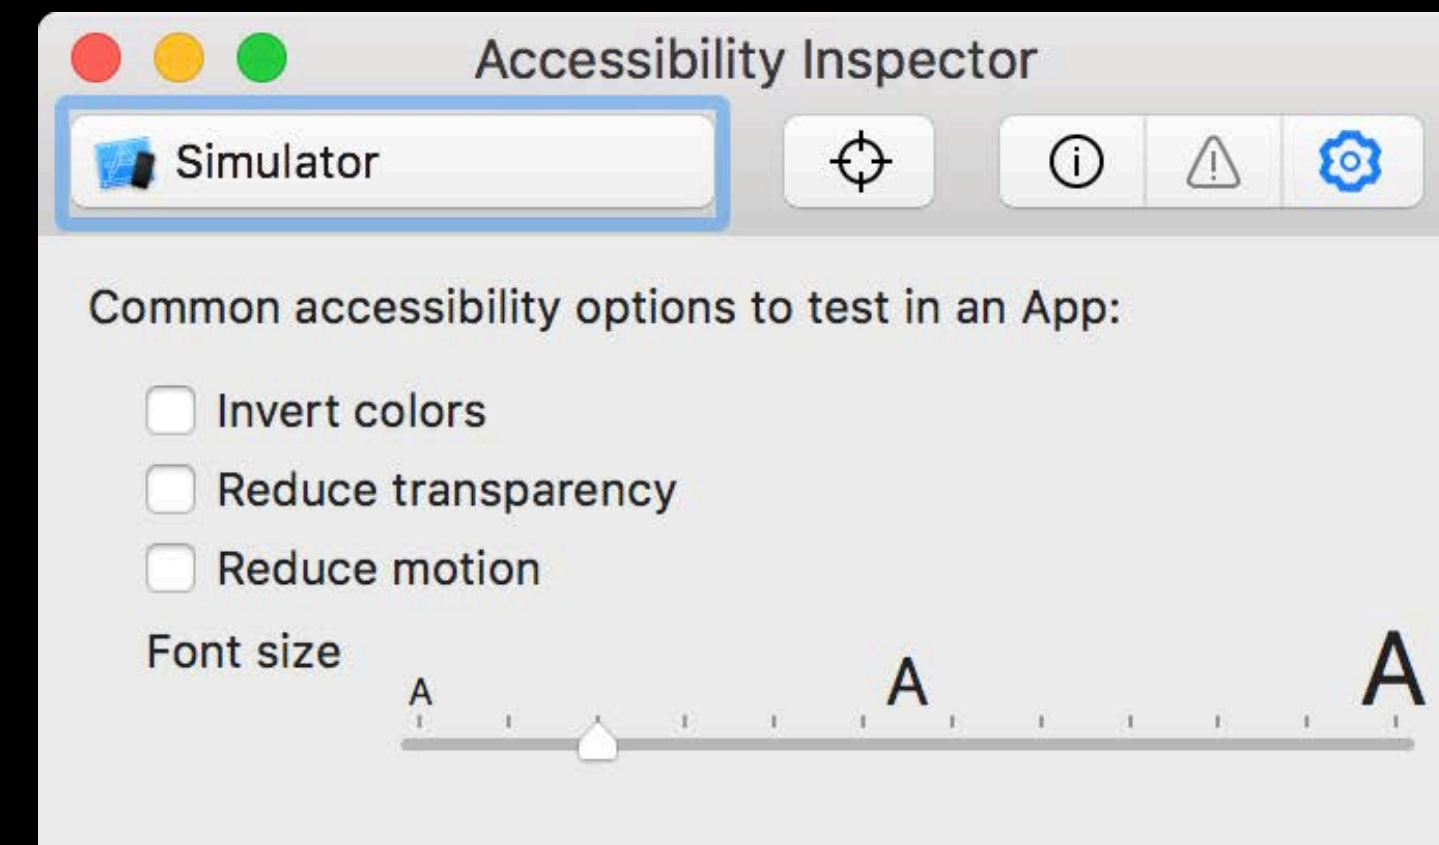 Accessibility Inspector
Simulator
Common accessibility options to test in an App:
Invert colors
Reduce transparency
Reduce motion
Font size
A A A